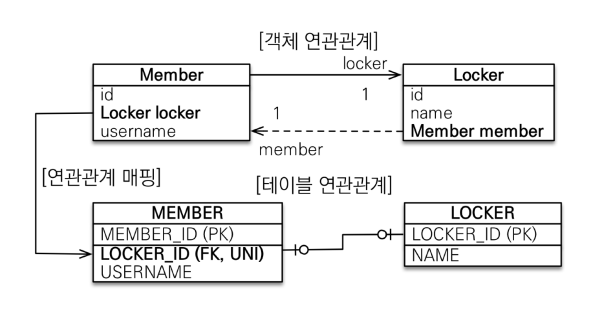 [객체 연관관계]
locker
Member
id
Locker locker
username
1
1
member
Locker
id
name
Member member
[연관관계 매핑]
[테이블 연관관계]
MEMBER
MEMBER_ID (PK)
LOCKER_ID (FK, UNI)
USERNAME
LOCKER
LOCKER_ID (PK)
NAME